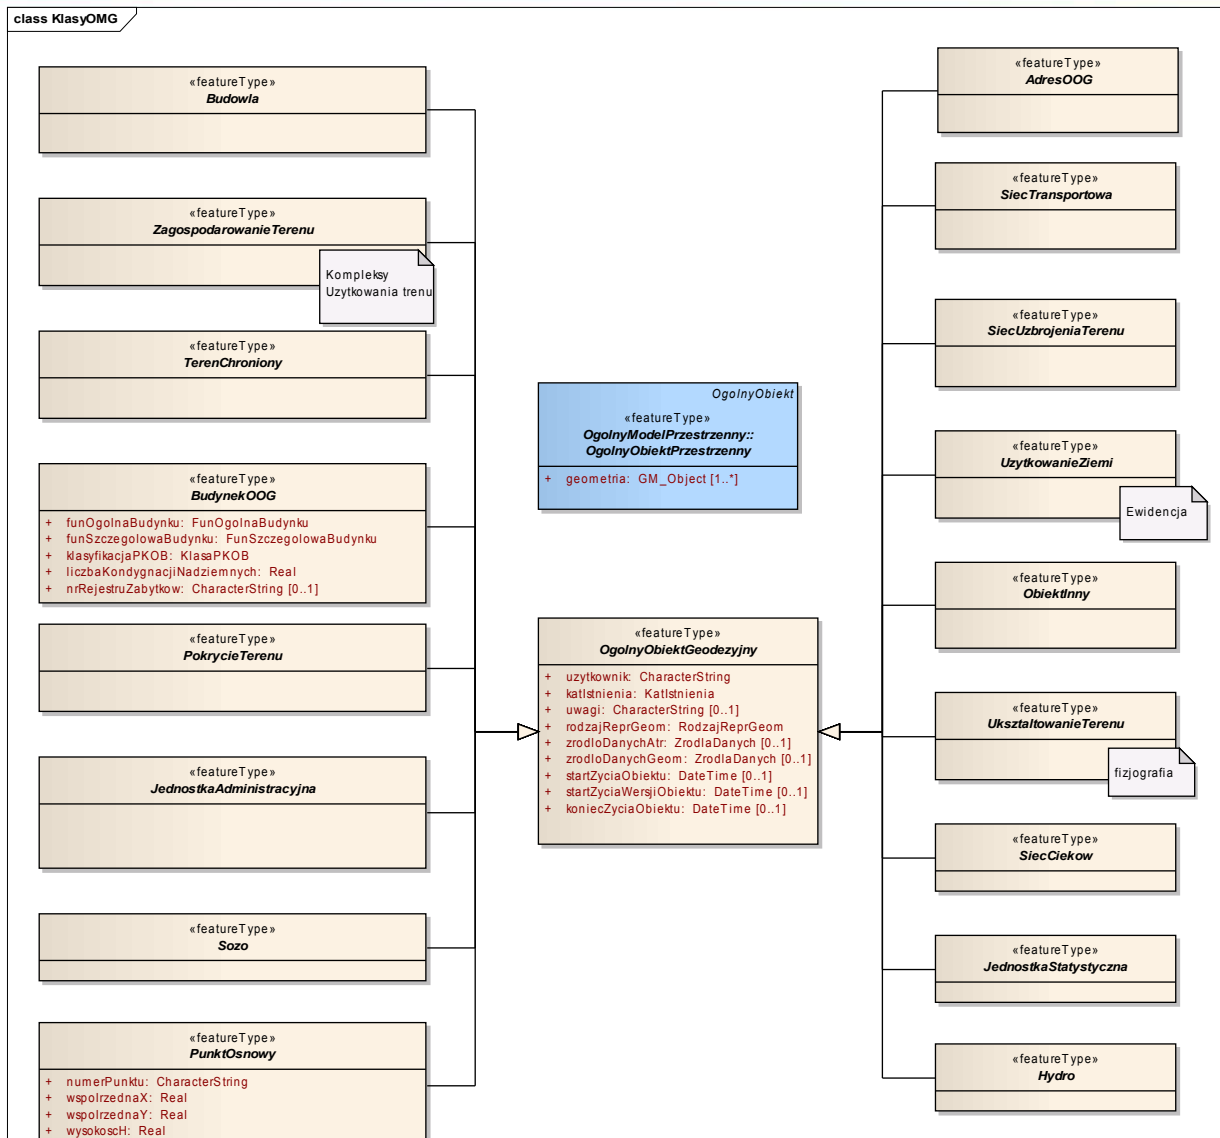 class KlasyOMG
«featureType»
Budowla
«featureType»
ZagospodarowanieTerenu
Kompleksy
Uzytkowania trenu
«featureType»
TerenChroniony
«featureType»
BudynekOOG
+ funOgolnaBudynku: FunOgolnaBudynku
+ funSzczegolowaBudynku: FunSzczegolowaBudynku
+ klasyfikacjaPKOB: KlasaPKOB
+ liczbaKondygnacjiNadziemnych: Real
+ nrRejestruZabytkow: CharacterString [0..1]
«featureType»
PokrycieTerenu
«featureType»
JednostkaAdministracyjna
«featureType»
Sozo
«featureType»
PunktOsnowy
+ numerPunktu: CharacterString
+ wspolrzednaX: Real
+ wspolrzednaY: Real
+ wysokoscH: Real
OgolnyObiekt
«featureType»
OgolnyModelPrzestrzenny::
OgolnyObiektPrzestrzenny
+ geometria: GM_Object [1..*]
«featureType»
OgolnyObiektGeodezyjny
+ uzytkownik: CharacterString
+ katIstnienia: KatIstnienia
+ uwagi: CharacterString [0..1]
+ rodzajReprGeom: RodzajReprGeom
+ zrodloDanychAtr: ZrodlaDanych [0..1]
+ zrodloDanychGeom: ZrodlaDanych [0..1]
+ startZyciaObiektu: DateTime [0..1]
+ startZyciaWersjiObiektu: DateTime [0..1]
+ koniecZyciaObiektu: DateTime [0..1]
«featureType»
AdresOOG
«featureType»
SiecTransportowa
«featureType»
SiecUzbrojeniaTerenu
«featureType»
UzytkowanieZiemi
Ewidencja
«featureType»
ObiektInny
«featureType»
UksztaltowanieTerenu
fizjografia
«featureType»
SiecCiekow
«featureType»
JednostkaStatystyczna
«featureType»
Hydro